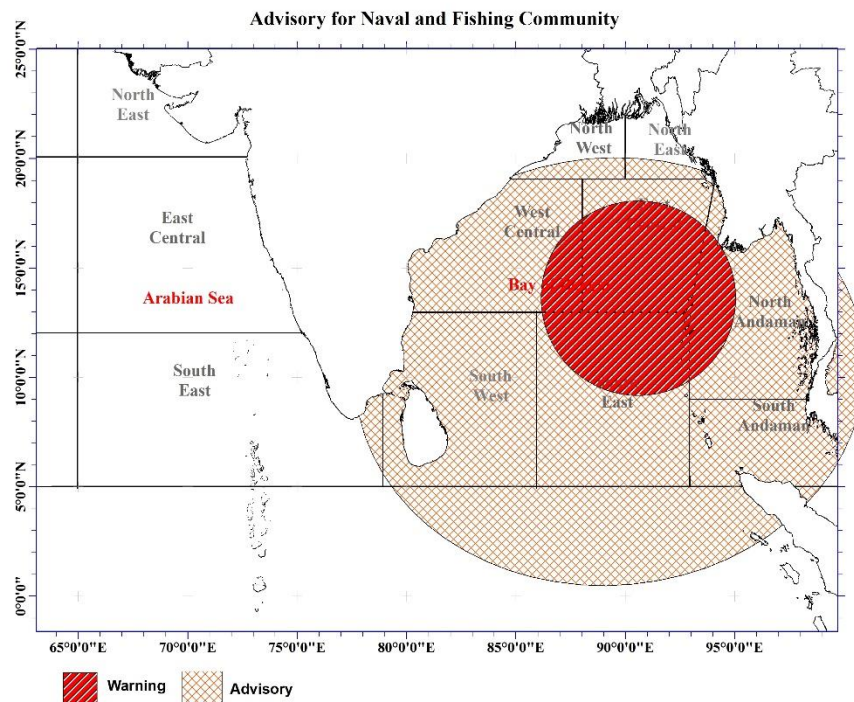 Advisory for Naval and Fishing Community
25°0'0"N
20°0'0"N
15°0'0"N
10°0'0"N
5°0'0"N
0°0'0"
North
East
North
West
North
East
East
Central
West
Central
Arabian Sea
Bay
North
Andaman
South
East
South
West
East
South
Andaman
65°0'0"E
70°0'0"E
75°0'0"E
80°0'0"E
85°0'0"E
90°0'0"E
95°0'0"E
Warning
Advisory